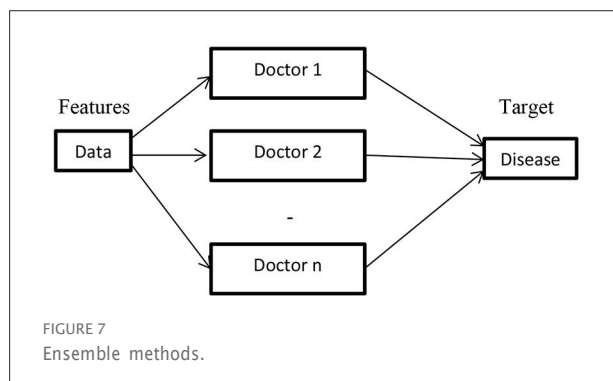 Doctor 1
Features
Target
Data
Doctor 2
Disease
-
Doctor n
FIGURE 7
Ensemble methods.